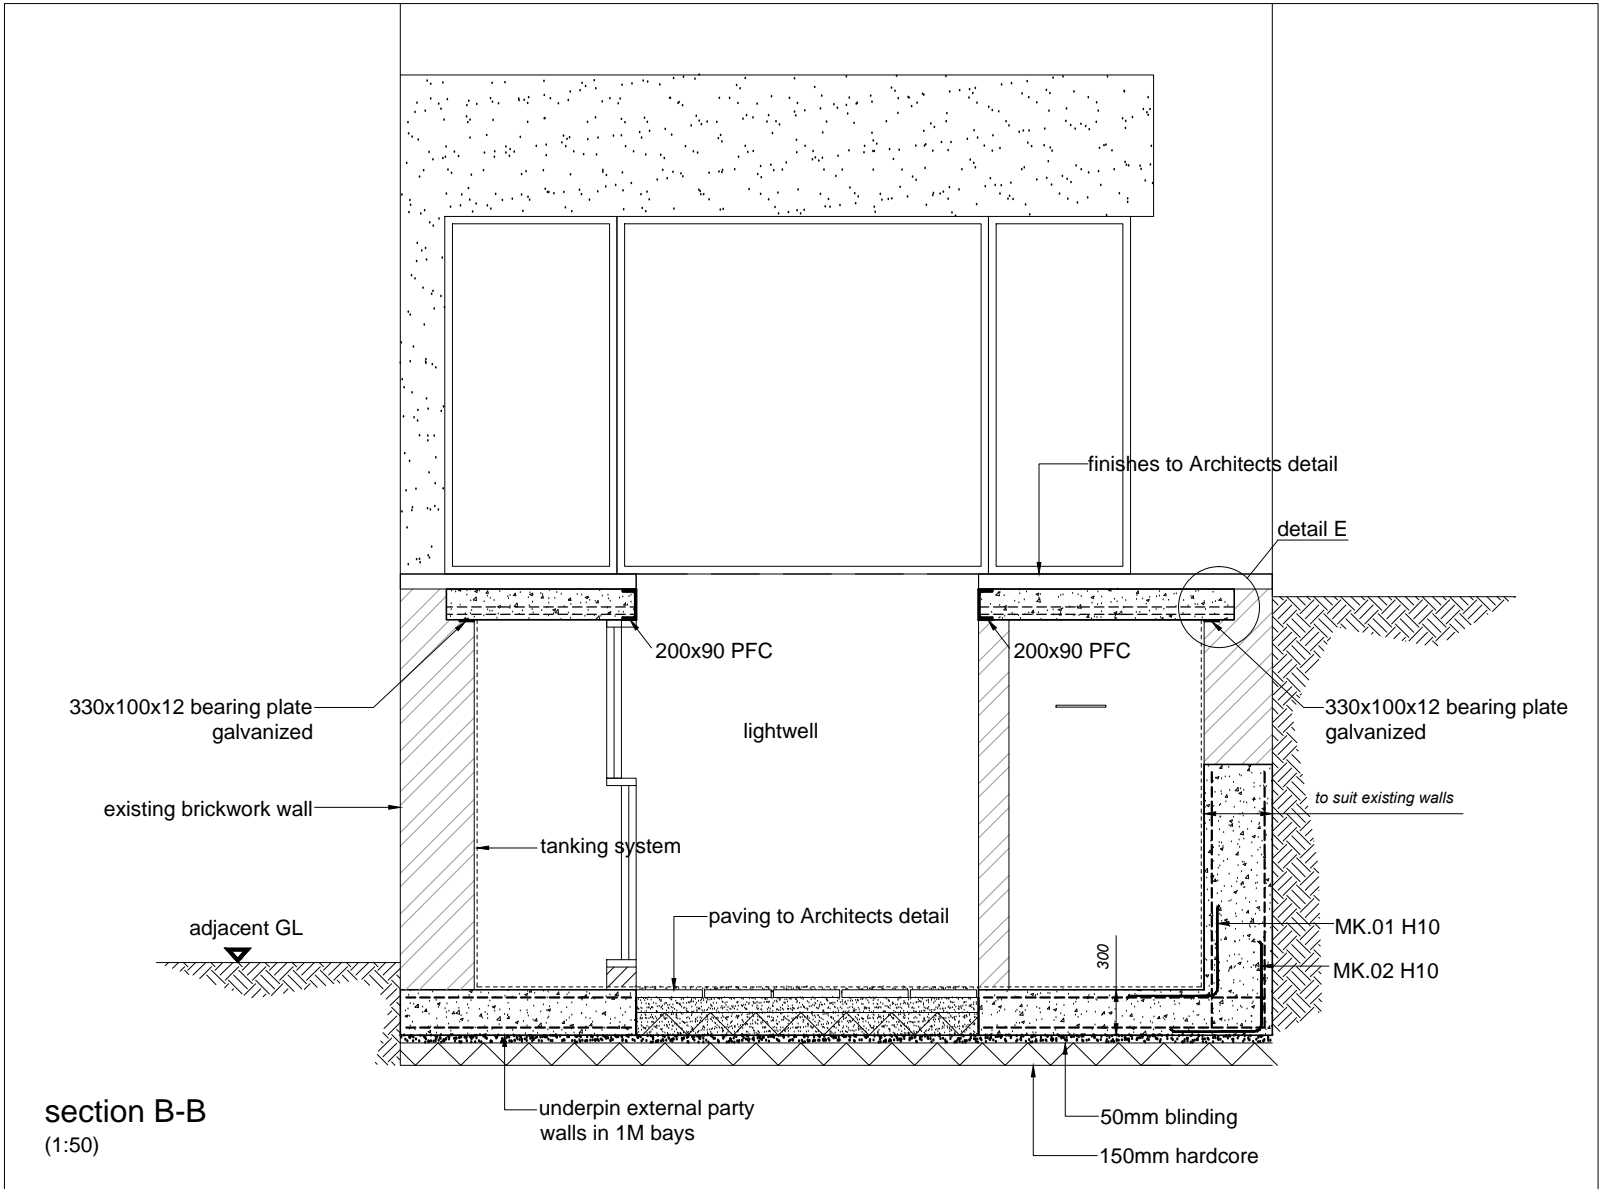 finishes to Architects detail
detail E
200x90 PFC
200x90 PFC
330x100x12 bearing plate
galvanized
330x100x12 bearing plate
galvanized
lightwell
existing brickwork wall
to suit existing walls
tanking system
paving to Architects detail
adjacent GL
300
MK.01 H10
MK.02 H10
section B-B
(1:50)
underpin external party
walls in 1M bays
50mm blinding
150mm hardcore